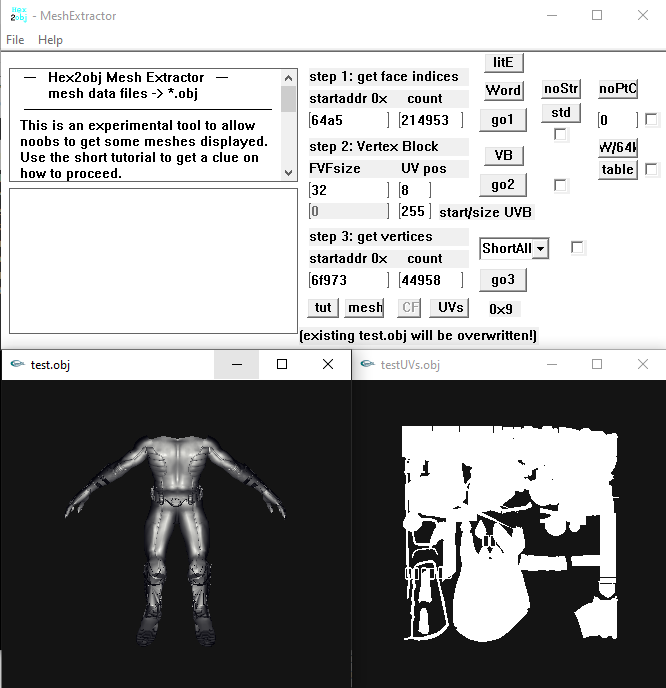 Hex
2obj
- MeshExtractor
File Help
— Hex2obj Mesh Extractor —
mesh data files -> *.obj
This is an experimental tool to allow
noobs to get some meshes displayed.
Use the short tutorial to get a clue on
how to proceed.
step 1: get face indices
startaddr 0x count
64a5 214953
step 2: Vertex Block
FVFsize UV pos
32 8
0 255 start/size UVB
step 3: get vertices
startaddr 0x count
6f973 44958
tut mesh CF UVs
litE
Word
go1
VB
go2
ShortAll
go3
0x9
noStr
std
noPtC
0
W/64k
table
(existing test.obj will be overwritten!)
test.obj
testUVs.obj